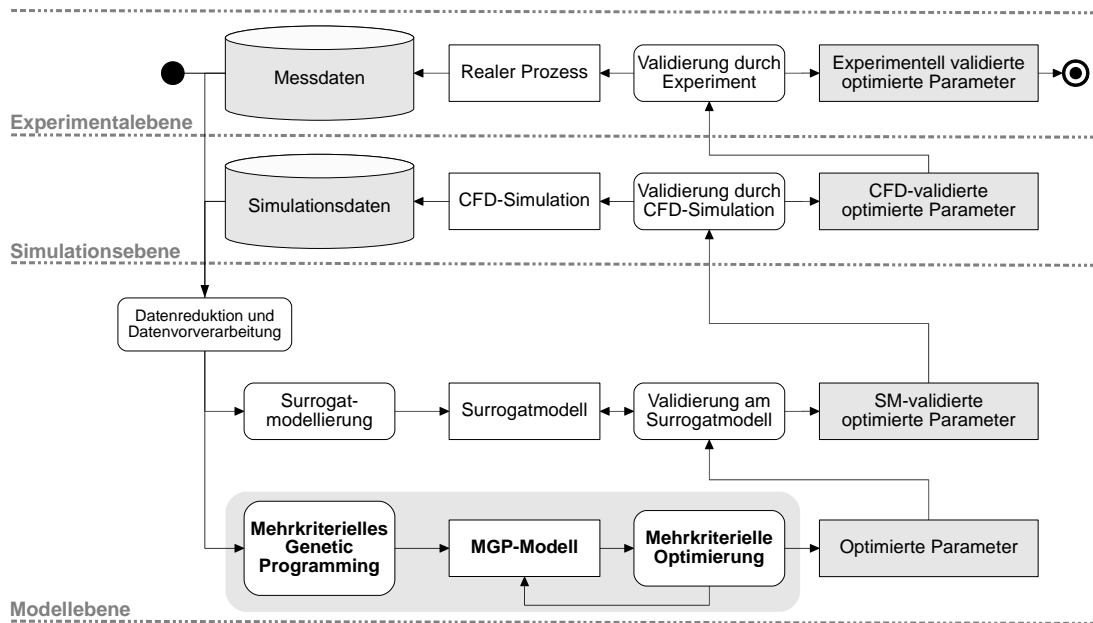 Messdaten
Realer Prozess
Validierung durch
Experiment
Experimentell validierte
optimierte Parameter
Experimentalebene
Simulationsdaten
CFD-Simulation
Validierung durch
CFD-Simulation
CFD-validierte
optimierte Parameter
Simulationsebene
Datenreduktion und
Datenvorverarbeitung
Surrogat-
modellierung
Surrogatmodell
Validierung am
Surrogatmodell
SM-validierte
optimierte Parameter
Mehrkriterielles
Genetic
Programming
MGP-Modell
Mehrkriterielle
Optimierung
Optimierte Parameter
Modellebene